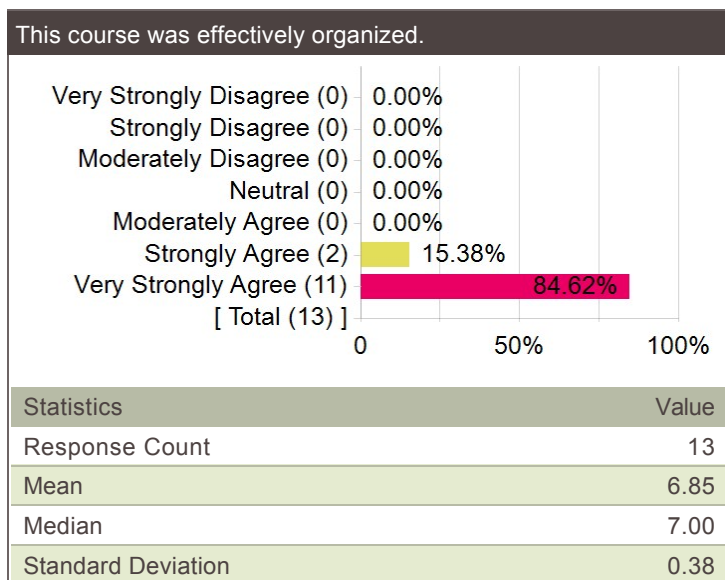 This course was effectively organized.
Very Strongly Disagree (0) 0.00%
Strongly Disagree (0) 0.00%
Moderately Disagree (0) 0.00%
Neutral (0) 0.00%
Moderately Agree (0) 0.00%
Strongly Agree (2) 15.38%
Very Strongly Agree (11) 84.62%
[ Total (13) ]
0 50% 100%
Statistics Value
Response Count 13
Mean 6.85
Median 7.00
Standard Deviation 0.38